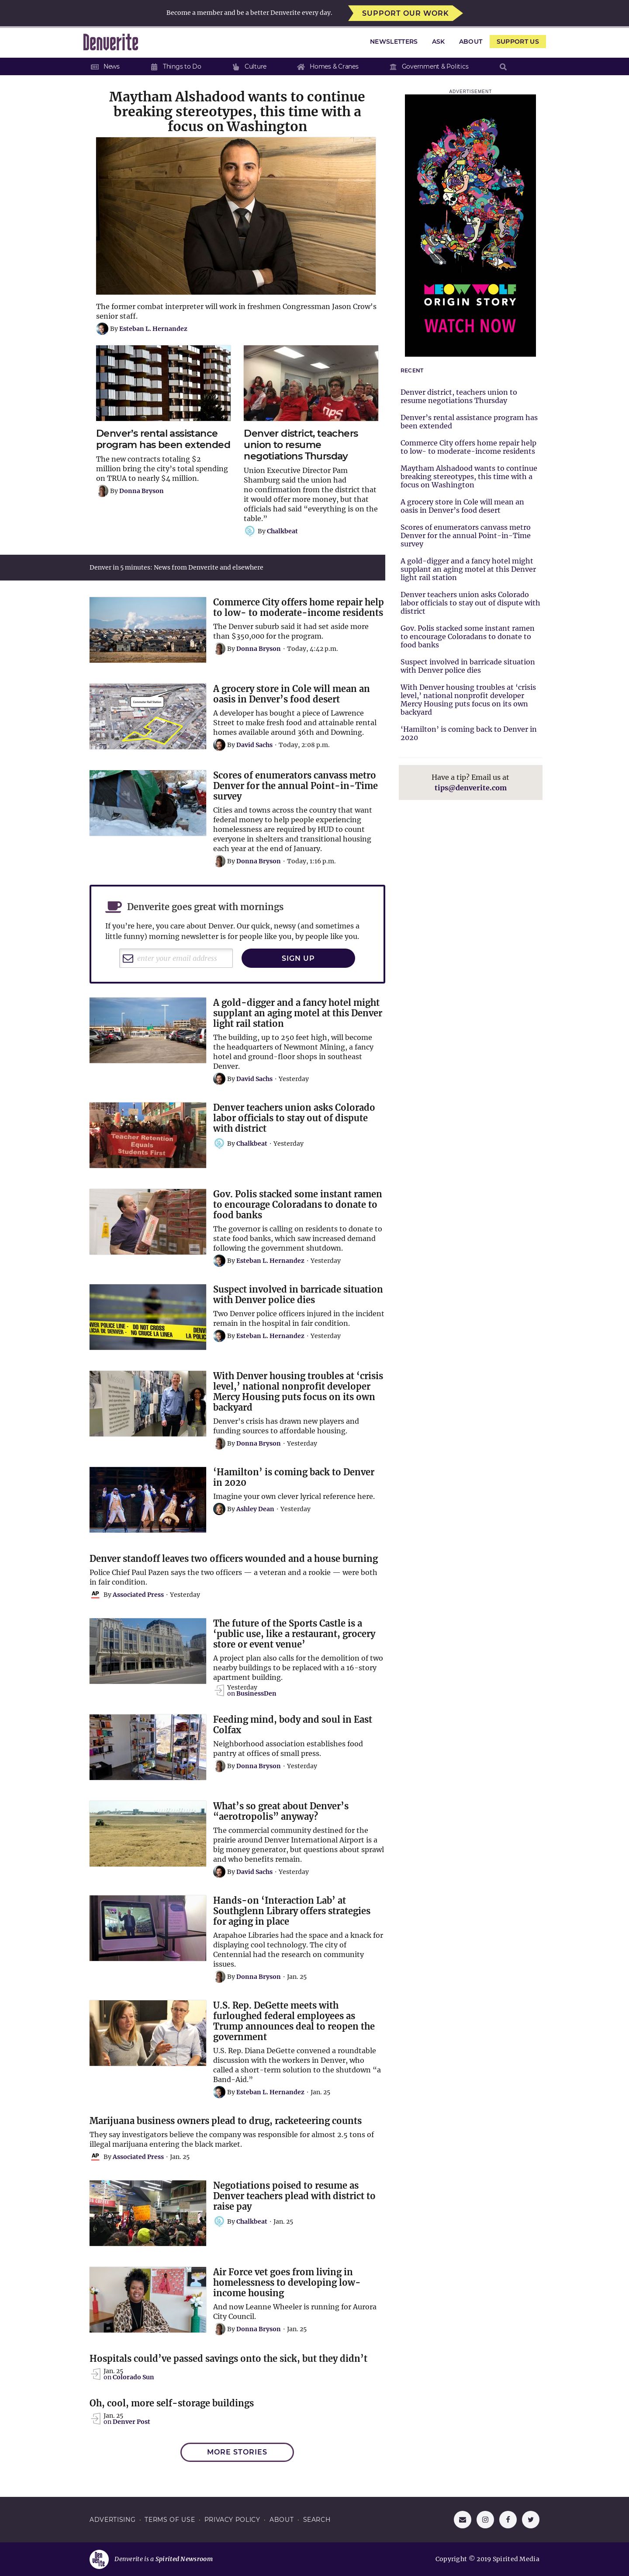 Become a member and be a better Denverite every day.
SUPPORT OUR WORK
Denverite
NEWSLETTERS
ASK
ABOUT
SUPPORT US
News
Things to Do
Culture
Homes & Cranes
Government & Politics
Maytham Alshadood wants to continue
breaking stereotypes, this time with a
focus on Washington
The former combat interpreter will work in freshmen Congressman Jason Crow's
senior staff.
By Esteban L. Hernandez
Denver's rental assistance
program has been extended
The new contracts totaling $2
million bring the city's total spending
on TRUA to nearly $4 million.
By Donna Bryson
Denver district, teachers
union to resume
negotiations Thursday
Union Executive Director Pam
Shamburg said the union had
no confirmation from the district that
it would offer more money, but that
officials had said "everything is on the
table."
By Chalkbeat
Denver in 5 minutes: News from Denverite and elsewhere
Commerce City offers home repair help
to low- to moderate-income residents
The Denver suburb said it had set aside more
than $350,000 for the program.
By Donna Bryson · Today, 4:42 p.m.
A grocery store in Cole will mean an
oasis in Denver's food desert
A developer has bought a piece of Lawrence
Street to make fresh food and attainable rental
homes available around 36th and Downing.
By David Sachs · Today, 2:08 p.m.
Scores of enumerators canvass metro
Denver for the annual Point-in-Time
survey
Cities and towns across the country that want
federal money to help people experiencing
homelessness are required by HUD to count
everyone in shelters and transitional housing
each year at the end of January.
By Donna Bryson · Today, 1:16 p.m.
Denverite goes great with mornings
If you're here, you care about Denver. Our quick, newsy (and sometimes a
little funny) morning newsletter is for people like you, by people like you.
enter your email address
SIGN UP
A gold-digger and a fancy hotel might
supplant an aging motel at this Denver
light rail station
The building, up to 250 feet high, will become
the headquarters of Newmont Mining, a fancy
hotel and ground-floor shops in southeast
Denver.
By David Sachs · Yesterday
Teacher Retention
Equals
Students First
Denver teachers union asks Colorado
labor officials to stay out of dispute
with district
By Chalkbeat · Yesterday
Gov. Polis stacked some instant ramen
to encourage Coloradans to donate to
food banks
The governor is calling on residents to donate to
state food banks, which saw increased demand
following the government shutdown.
By Esteban L. Hernandez · Yesterday
Suspect involved in barricade situation
with Denver police dies
Two Denver police officers injured in the incident
remain in the hospital in fair condition.
By Esteban L. Hernandez · Yesterday
With Denver housing troubles at 'crisis
level,' national nonprofit developer
Mercy Housing puts focus on its own
backyard
Denver's crisis has drawn new players and
funding sources to affordable housing.
By Donna Bryson · Yesterday
'Hamilton' is coming back to Denver
in 2020
Imagine your own clever lyrical reference here.
By Ashley Dean · Yesterday
Denver standoff leaves two officers wounded and a house burning
Police Chief Paul Pazen says the two officers — a veteran and a rookie — were both
in fair condition.
AP By Associated Press · Yesterday
The future of the Sports Castle is a
'public use, like a restaurant, grocery
store or event venue'
A project plan also calls for the demolition of two
nearby buildings to be replaced with a 16-story
apartment building.
Yesterday
on BusinessDen
Feeding mind, body and soul in East
Colfax
Neighborhood association establishes food
pantry at offices of small press.
By Donna Bryson · Yesterday
What's so great about Denver's
"aerotropolis" anyway?
The commercial community destined for the
prairie around Denver International Airport is a
big money generator, but questions about sprawl
and who benefits remain.
By David Sachs · Yesterday
Hands-on 'Interaction Lab' at
Southglenn Library offers strategies
for aging in place
Arapahoe Libraries had the space and a knack for
displaying cool technology. The city of
Centennial had the research on community
issues.
By Donna Bryson · Jan. 25
U.S. Rep. DeGette meets with
furloughed federal employees as
Trump announces deal to reopen the
government
U.S. Rep. Diana DeGette convened a roundtable
discussion with the workers in Denver, who
called a short-term solution to the shutdown "a
Band-Aid."
By Esteban L. Hernandez · Jan. 25
Marijuana business owners plead to drug, racketeering counts
They say investigators believe the company was responsible for almost 2.5 tons of
illegal marijuana entering the black market.
AP By Associated Press · Jan. 25
Negotiations poised to resume as
Denver teachers plead with district to
raise pay
By Chalkbeat · Jan. 25
Air Force vet goes from living in
homelessness to developing low-
income housing
And now Leanne Wheeler is running for Aurora
City Council.
By Donna Bryson · Jan. 25
Hospitals could've passed savings onto the sick, but they didn't
Jan. 25
on Colorado Sun
Oh, cool, more self-storage buildings
Jan. 25
on Denver Post
MORE STORIES
ADVERTISEMENT
MEOW WOLF
ORIGIN STORY
WATCH NOW
RECENT
Denver district, teachers union to
resume negotiations Thursday
Denver's rental assistance program has
been extended
Commerce City offers home repair help
to low- to moderate-income residents
Maytham Alshadood wants to continue
breaking stereotypes, this time with a
focus on Washington
A grocery store in Cole will mean an
oasis in Denver's food desert
Scores of enumerators canvass metro
Denver for the annual Point-in-Time
survey
A gold-digger and a fancy hotel might
supplant an aging motel at this Denver
light rail station
Denver teachers union asks Colorado
labor officials to stay out of dispute with
district
Gov. Polis stacked some instant ramen
to encourage Coloradans to donate to
food banks
Suspect involved in barricade situation
with Denver police dies
With Denver housing troubles at 'crisis
level,' national nonprofit developer
Mercy Housing puts focus on its own
backyard
'Hamilton' is coming back to Denver in
2020
Have a tip? Email us at
tips@denverite.com
ADVERTISING · TERMS OF USE · PRIVACY POLICY · ABOUT · SEARCH
Denverite is a Spirited Newsroom
Copyright © 2019 Spirited Media